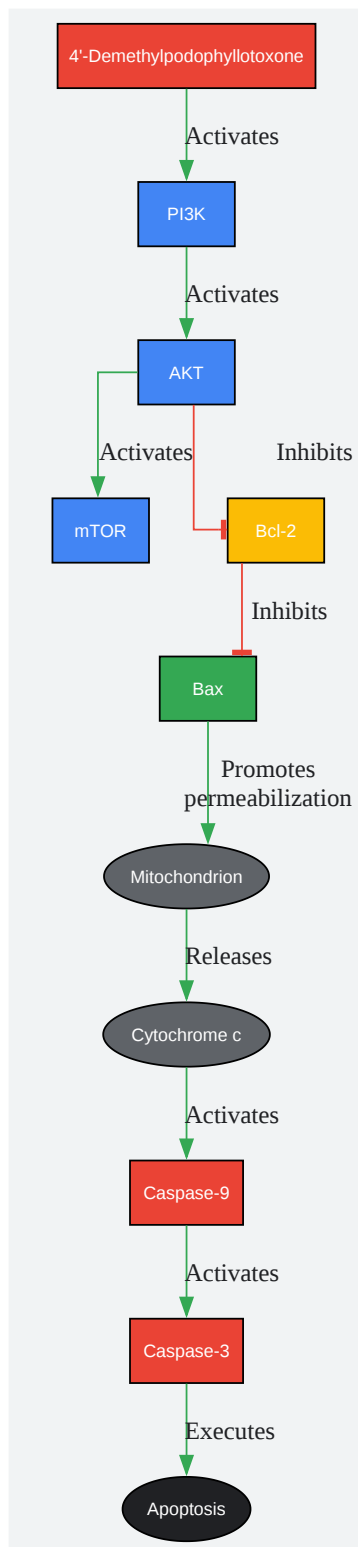 4'-Demethylpodophyllotoxone
Activates
PI3K
Activates
AKT
Activates
Inhibits
mTOR
Bcl-2
Inhibits
Bax
Promotes
permeabilization
Mitochondrion
Releases
Cytochrome c
Activates
Caspase-9
Activates
Caspase-3
Executes
Apoptosis